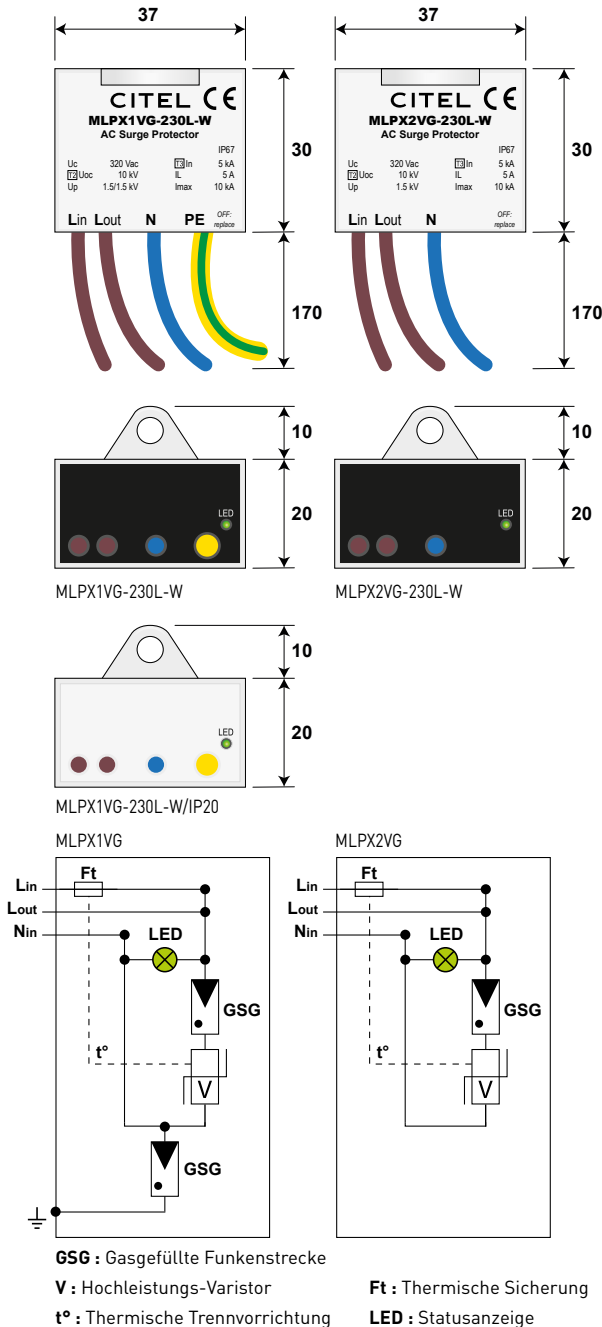 37
37
CITEL CE
MLPX1VG-230L-W
AC Surge Protector
IP67
Uc 320 Vac T3 In 5 kA
T2 Uoc 10 kV IL 5 A
Up 1.5/1.5 kV Imax 10 kA
Lin Lout N PE OFF: replace
30
170
CITEL CE
MLPX2VG-230L-W
AC Surge Protector
IP67
Uc 320 Vac T3 In 5 kA
T2 Uoc 10 kV IL 5 A
Up 1.5 kV Imax 10 kA
Lin Lout N OFF: replace
30
170
LED
10
20
MLPX1VG-230L-W
LED
10
20
MLPX2VG-230L-W
LED
10
20
MLPX1VG-230L-W/IP20
MLPX1VG
Lin
Ft
Lout
Nin
LED
GSG
t°
V
GSG
MLPX2VG
Lin
Ft
Lout
Nin
LED
GSG
t°
V
GSG : Gasgefüllte Funkenstrecke
V : Hochleistungs-Varistor
Ft : Thermische Sicherung
t° : Thermische Trennvorrichtung
LED : Statusanzeige